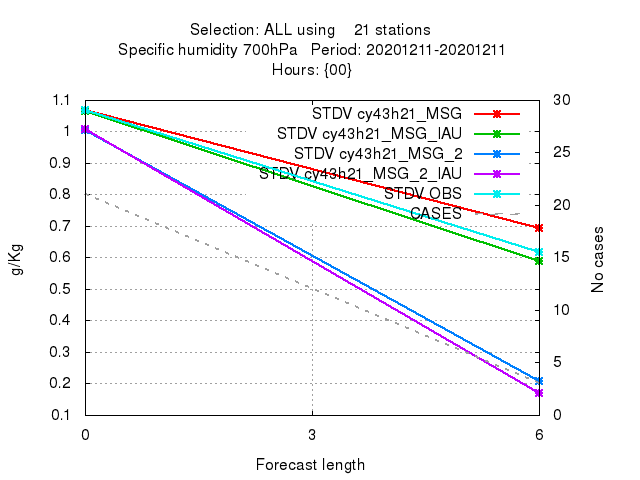 Selection: ALL using    21 stations
Specific humidity 700hPa   Period: 20201211-20201211
Hours: {00}
1.1
1
0.9
0.8
0.7
0.6
0.5
0.4
0.3
0.2
0.1
g/Kg
STDV cy43h21_MSG
STDV cy43h21_MSG_IAU
STDV cy43h21_MSG_2
STDV cy43h21_MSG_2_IAU
STDV OBS
CASES
30
25
20
15
10
5
0
No cases
0 3 6
Forecast length